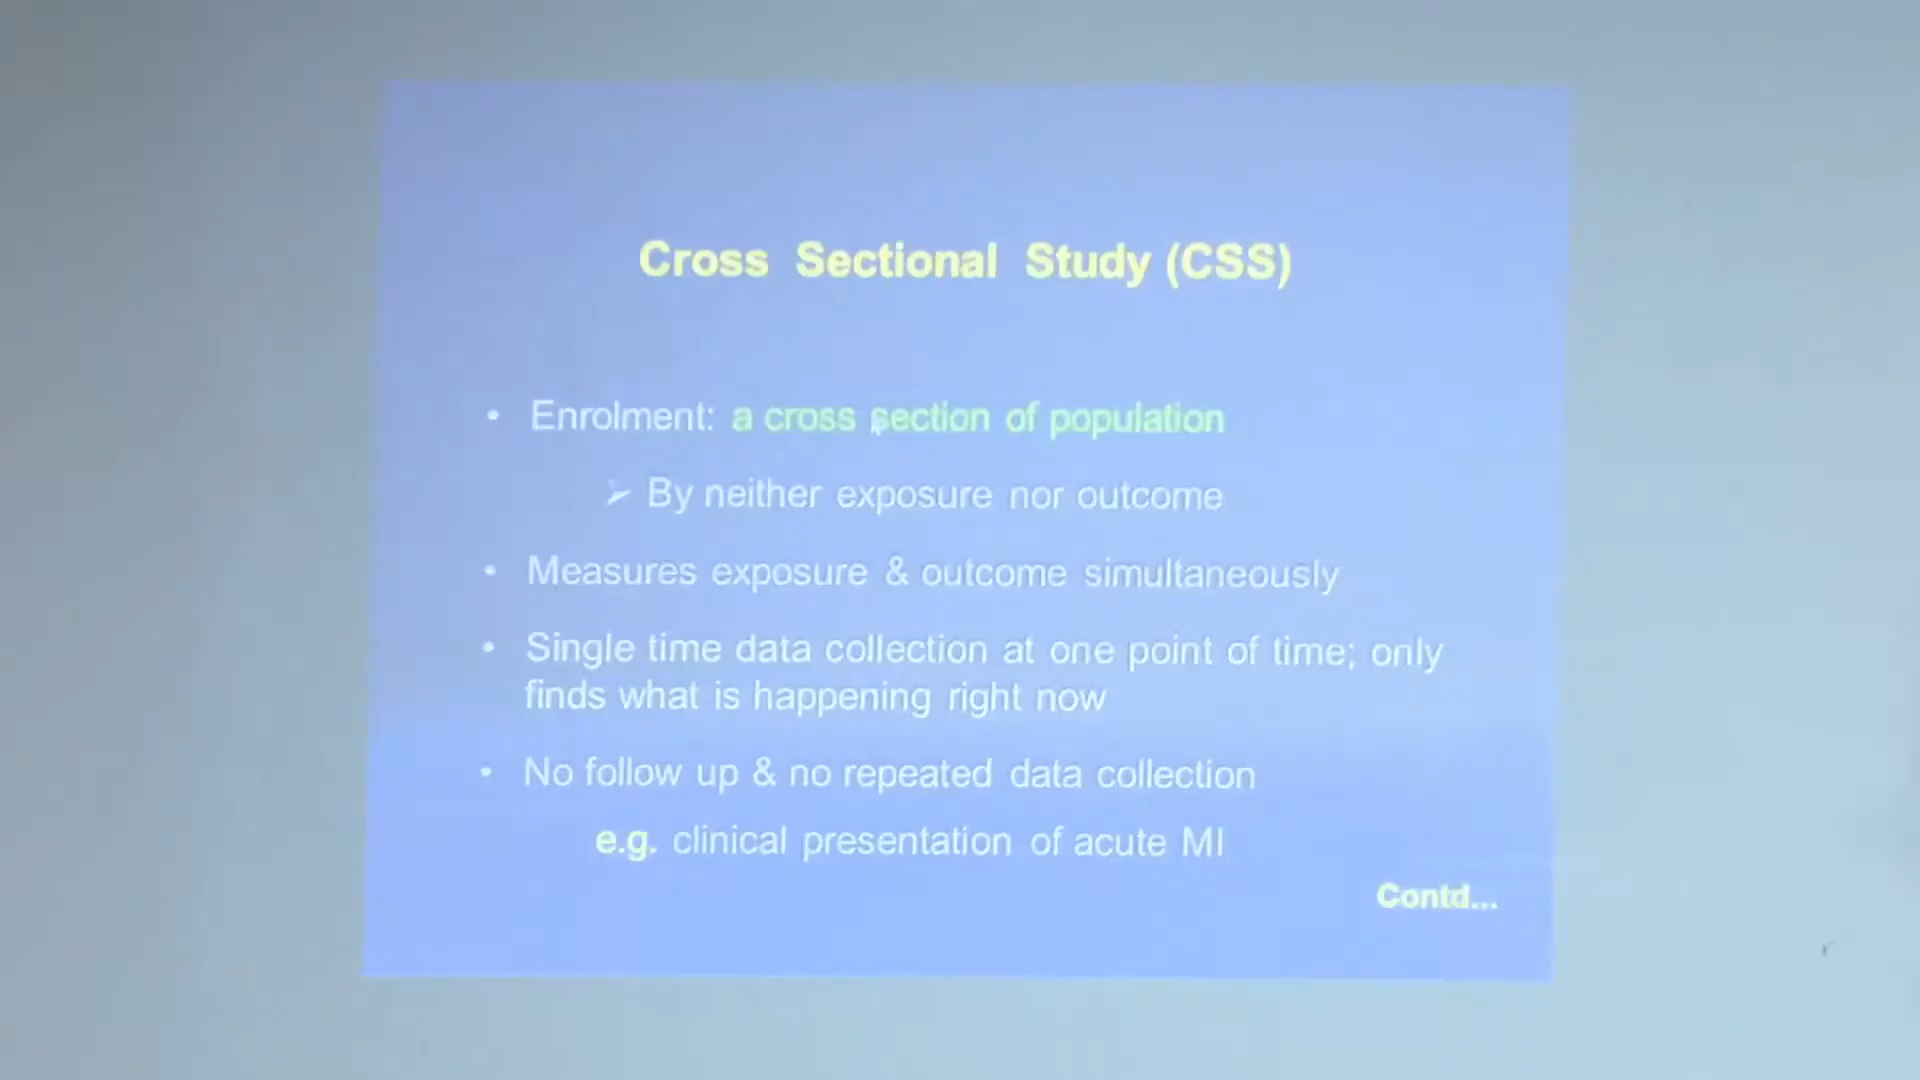 Cross Sectional Study (CSS)
• Enrolment: a cross section of population
➢ By neither exposure nor outcome
• Measures exposure & outcome simultaneously
• Single time data collection at one point of time; only
finds what is happening right now
• No follow up & no repeated data collection
e.g. clinical presentation of acute MI
Contd...